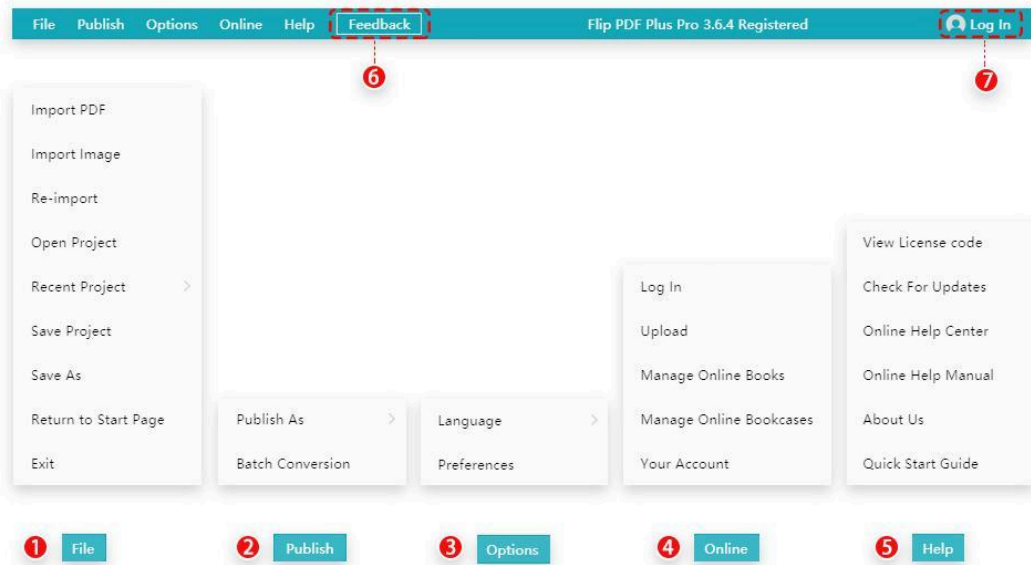 File Publish Options Online Help Feedback Flip PDF Plus Pro 3.6.4 Registered Log In
6
7
Import PDF
Import Image
Re-import
Open Project
Recent Project
Save Project
Save As
Return to Start Page
Exit
1 File
Publish As
Batch Conversion
2 Publish
Language
Preferences
3 Options
Log In
Upload
Manage Online Books
Manage Online Bookcases
Your Account
4 Online
View License code
Check For Updates
Online Help Center
Online Help Manual
About Us
Quick Start Guide
5 Help